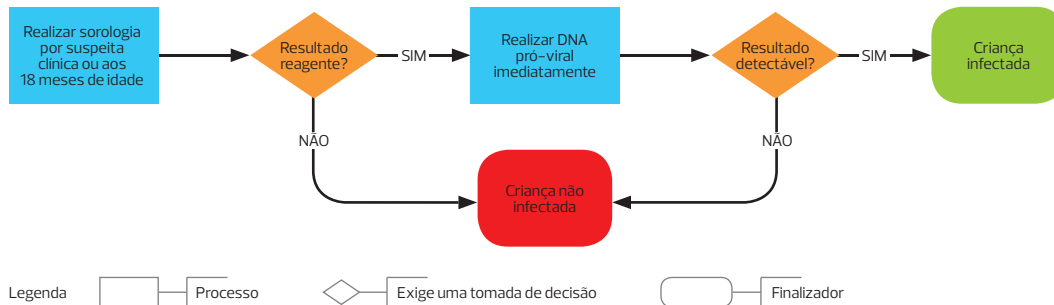 Realizar sorologia
por suspeita
clínica ou aos
18 meses de idade
Resultado
reagente?
SIM
Realizar DNA
pró-viral
imediatamente
Resultado
detectável?
SIM
Criança
infectada
NÃO
NÃO
Criança não
infectada
Legenda
Processo
Exige uma tomada de decisão
Finalizador